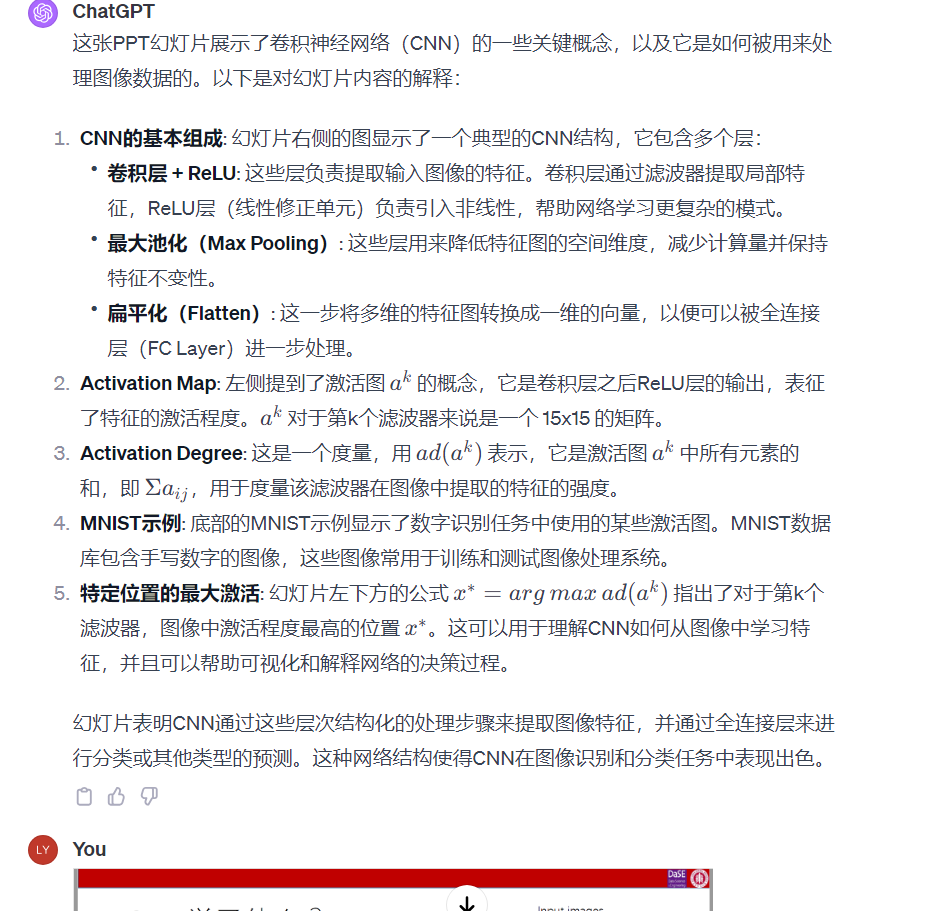 ChatGPT
这张PPT幻灯片展示了卷积神经网络（CNN）的一些关键概念，以及它是如何被用来处
理图像数据的。以下是对幻灯片内容的解释：
1. CNN的基本组成: 幻灯片右侧的图显示了一个典型的CNN结构，它包含多个层：
• 卷积层 + ReLU: 这些层负责提取输入图像的特征。卷积层通过滤波器提取局部特
征，ReLU层（线性修正单元）负责引入非线性，帮助网络学习更复杂的模式。
• 最大池化（Max Pooling）: 这些层用来降低特征图的空间维度，减少计算量并保持
特征不变性。
• 扁平化（Flatten）: 这一步将多维的特征图转换成一维的向量，以便可以被全连接
层（FC Layer）进一步处理。
2. Activation Map: 左侧提到了激活图 a^k 的概念，它是卷积层之后ReLU层的输出，表征
了特征的激活程度。a^k 对于第k个滤波器来说是一个 15x15 的矩阵。
3. Activation Degree: 这是一个度量，用 ad(a^k) 表示，它是激活图 a^k 中所有元素的
和，即 Σa_{ij}，用于度量该滤波器在图像中提取的特征的强度。
4. MNIST示例: 底部的MNIST示例显示了数字识别任务中使用的某些激活图。MNIST数据
库包含手写数字的图像，这些图像常用于训练和测试图像处理系统。
5. 特定位置的最大激活: 幻灯片左下方的公式 x* = arg max ad(a^k) 指出了对于第k个
滤波器，图像中激活程度最高的位置 x*。这可以用于理解CNN如何从图像中学习特
征，并且可以帮助可视化和解释网络的决策过程。
幻灯片表明CNN通过这些层次结构化的处理步骤来提取图像特征，并通过全连接层来进
行分类或其他类型的预测。这种网络结构使得CNN在图像识别和分类任务中表现出色。
LY You
DaSE
Input images